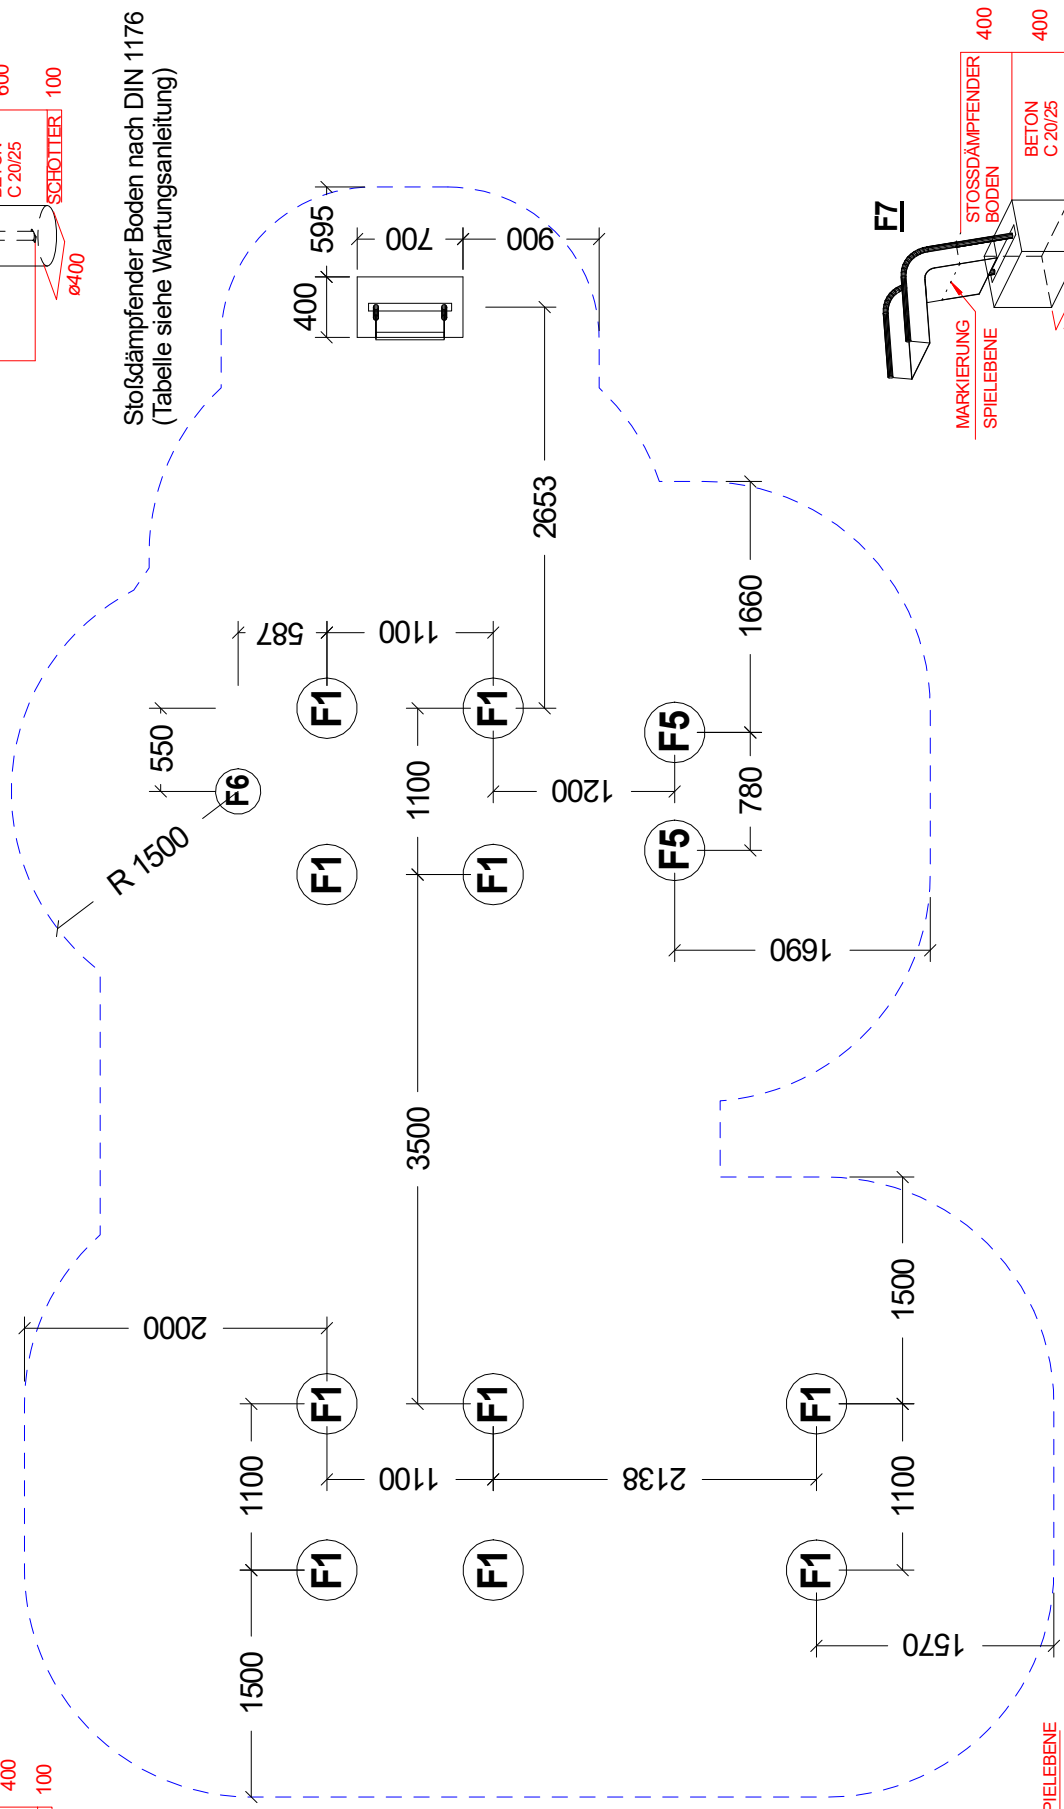 600
C 20/25
SCHOTTER 100
ø400
Stoßdämpfender Boden nach DIN 1176
(Tabelle siehe Wartungsanleitung)
595
400
700
900
2653
587
1100
550
F6
R 1500
F1
F1
F1
F1
1100
1200
F5
F5
780
1660
1690
3500
2000
F1
F1
F1
F1
F1
F1
1100
1100
2138
1500
1500
1100
1570
F7
400
400
STOSSDÄMPFENDER
BODEN
BETON
C 20/25
MARKIERUNG
SPIELEBENE
400
100